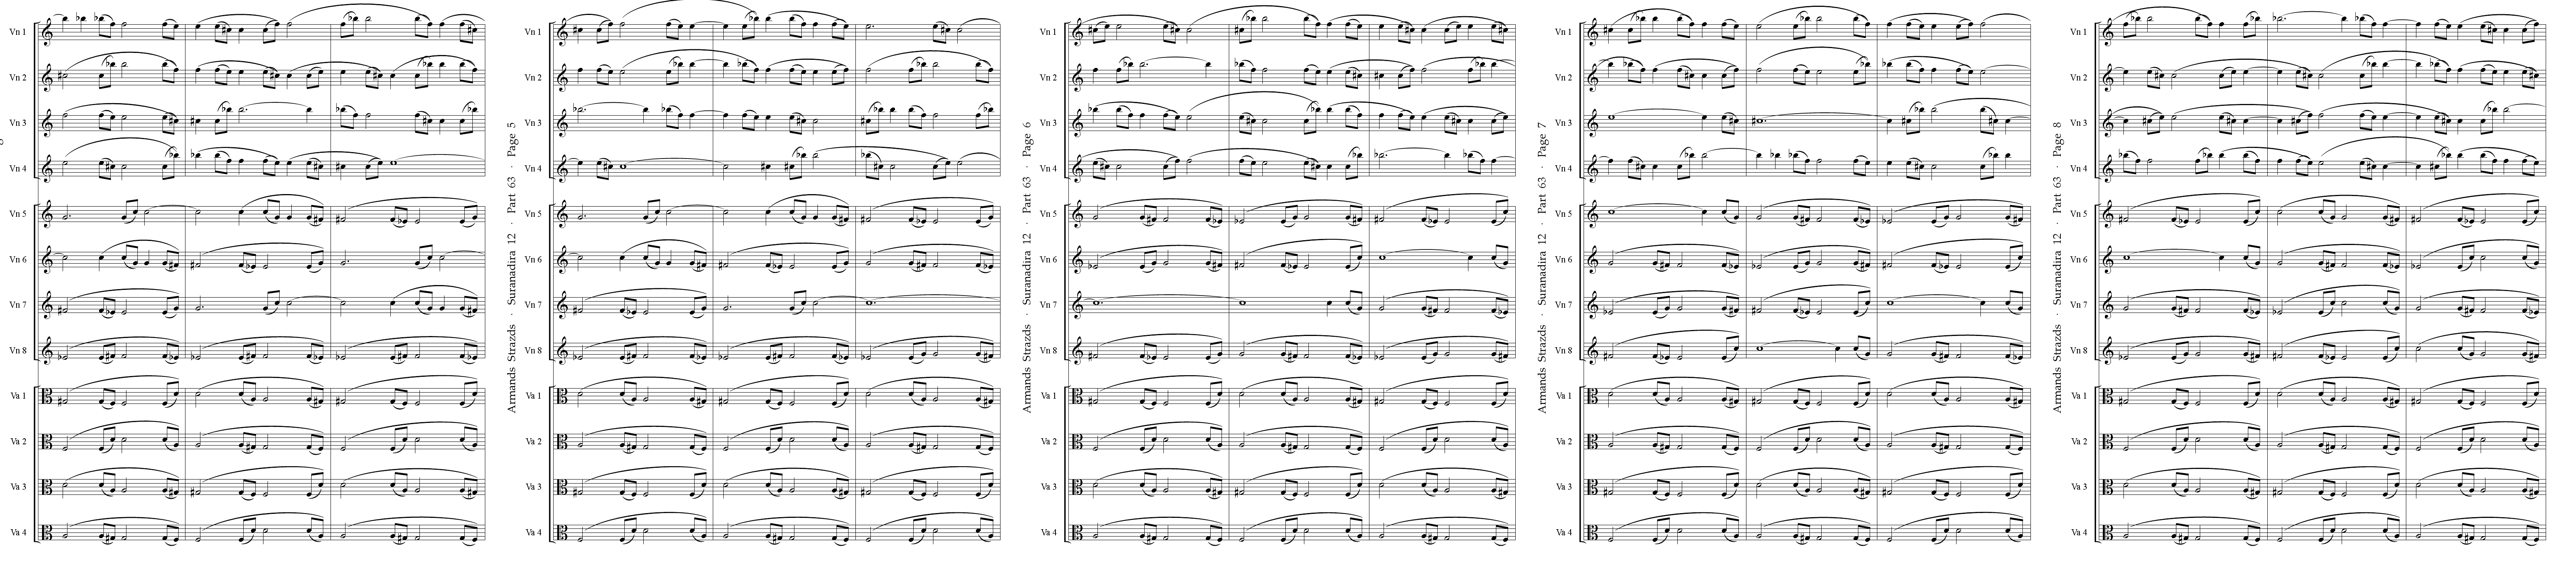 Vn 1
Vn 2
Vn 3
Vn 4
Vn 5
Vn 6
Vn 7
Vn 8
Va 1
Va 2
Va 3
Va 4
Armands Strazds · Suranadira 12 · Part 63 · Page 5
Vn 1
Vn 2
Vn 3
Vn 4
Vn 5
Vn 6
Vn 7
Vn 8
Va 1
Va 2
Va 3
Va 4
Armands Strazds · Suranadira 12 · Part 63 · Page 6
Vn 1
Vn 2
Vn 3
Vn 4
Vn 5
Vn 6
Vn 7
Vn 8
Va 1
Va 2
Va 3
Va 4
Armands Strazds · Suranadira 12 · Part 63 · Page 7
Vn 1
Vn 2
Vn 3
Vn 4
Vn 5
Vn 6
Vn 7
Vn 8
Va 1
Va 2
Va 3
Va 4
Armands Strazds · Suranadira 12 · Part 63 · Page 8
Vn 1
Vn 2
Vn 3
Vn 4
Vn 5
Vn 6
Vn 7
Vn 8
Va 1
Va 2
Va 3
Va 4